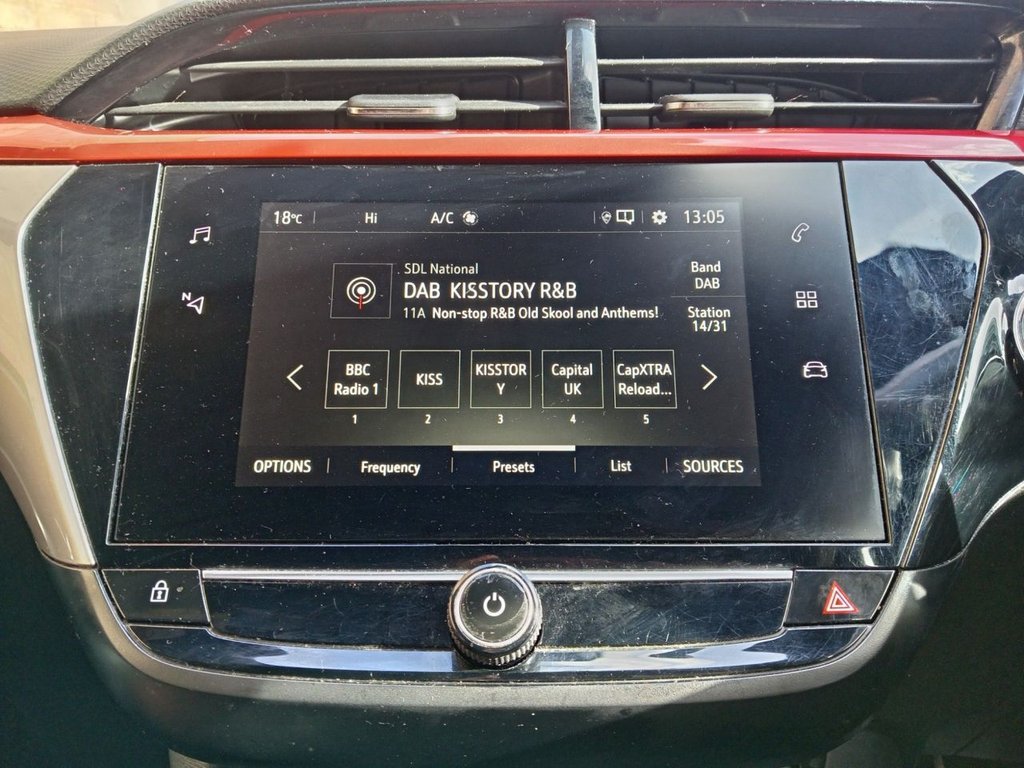 18°C Hi A/C 13:05
N
SDL National
DAB KISSTORY R&B
11A Non-stop R&B Old Skool and Anthems!
Band
DAB
Station
14/31
BBC
Radio 1
KISS
KISSTOR
Y
Capital
UK
CapXTRA
Reload...
1 2 3 4 5
OPTIONS Frequency Presets List SOURCES